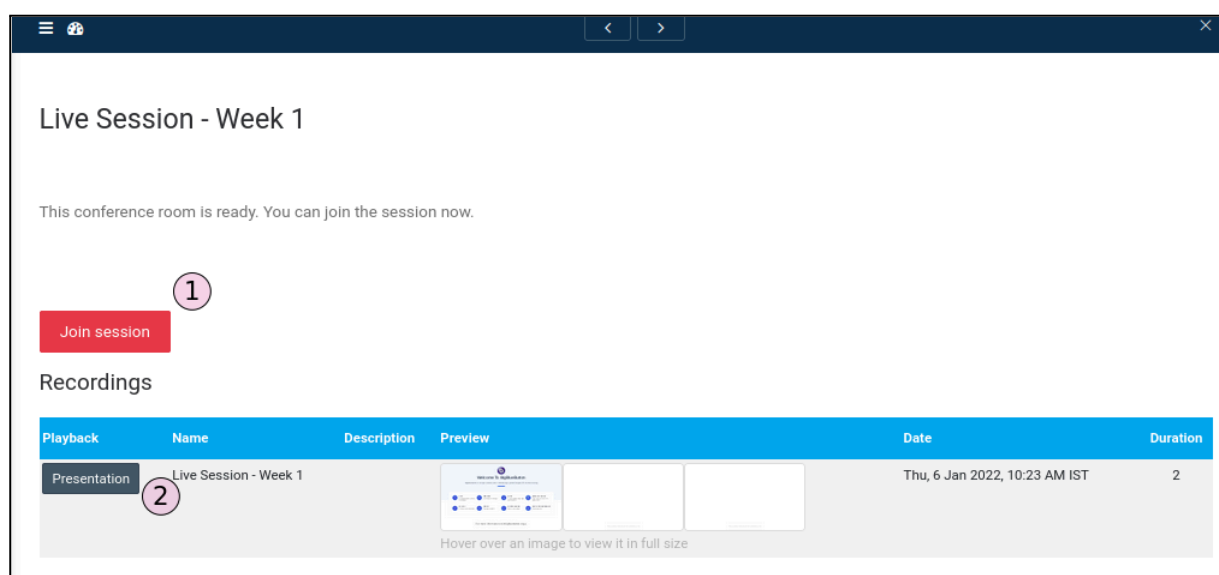 Live Session - Week 1
This conference room is ready. You can join the session now.
1
Join session
Recordings
Playback Name Description Preview Date Duration
Presentation Live Session - Week 1 Thu, 6 Jan 2022, 10:23 AM IST 2
2
Hover over an image to view it in full size